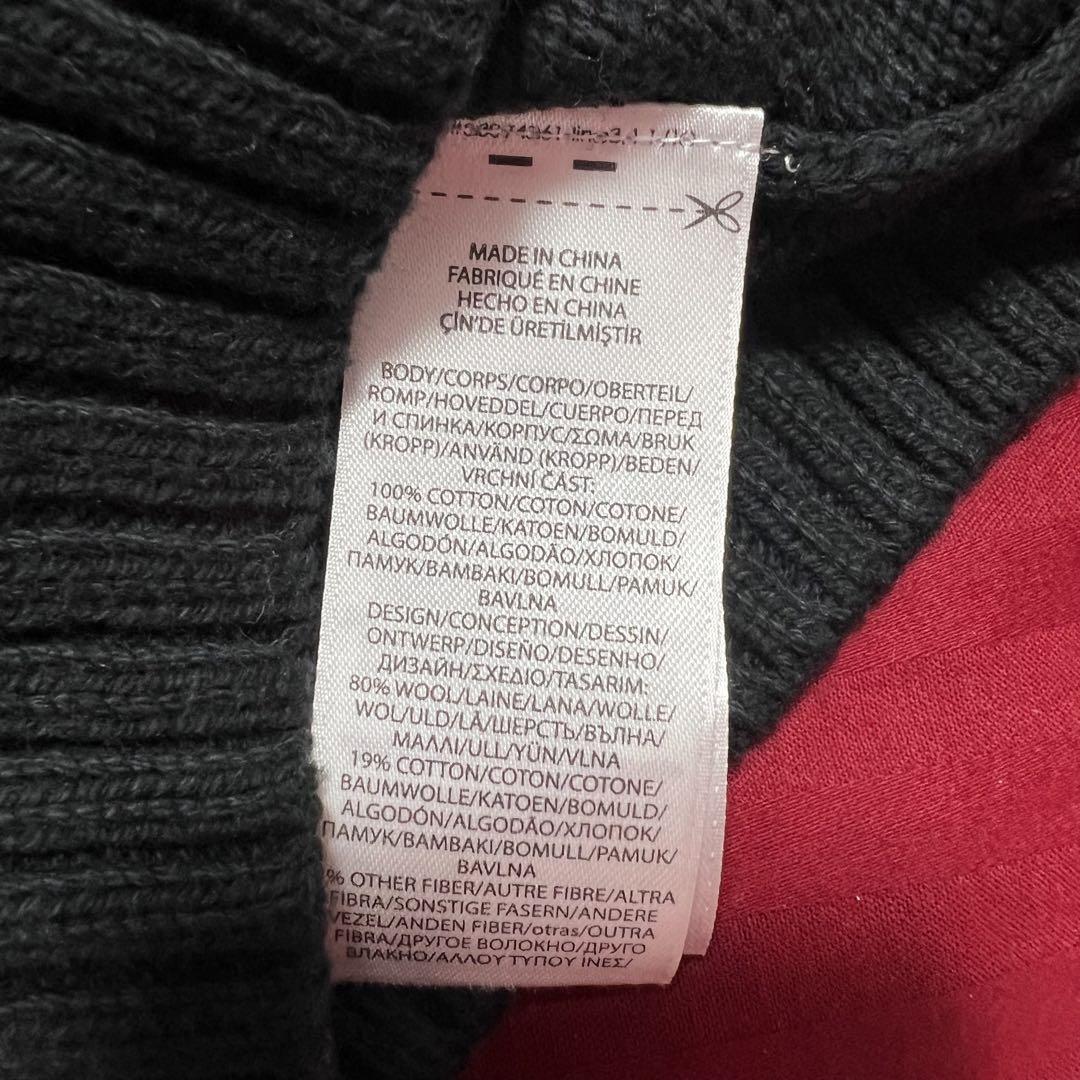 MADE IN CHINA
FABRIQUÉ EN CHINE
HECHO EN CHINA
ÇİN'DE ÜRETİLMİŞTİR
BODY/CORPS/CORPO/OBERTEIL/
ROMP/HOVEDDEL/CUERPO/ПЕРЕД
И СПИНКА/КОРПУС/ΣΩΜΑ/BRUK
(KROPP)/ANVÄND (KROPP)/BEDEN/
VRCHNÍ ČÁST:
100% COTTON/COTON/COTONE/
BAUMWOLLE/KATOEN/BOMULD/
ALGODÓN/ALGODÃO/ХЛОПОК/
ПАМУК/ΒΑΜΒΑΚΙ/BOMULL/PAMUK/
BAVLNA
DESIGN/CONCEPTION/DESSIN/
ONTWERP/DISEÑO/DESENHO/
ДИЗАЙН/ΣΧΕΔΙΟ/TASARIM:
80% WOOL/LAINE/LANA/WOLLE/
WOL/ULD/LÃ/ШЕРСТЬ/ВЪЛНА/
ΜΑΛΛΙ/ULL/YÜN/VLNA
19% COTTON/COTON/COTONE/
BAUMWOLLE/KATOEN/BOMULD/
ALGODÓN/ALGODÃO/ХЛОПОК/
ПАМУК/ΒΑΜΒΑΚΙ/BOMULL/PAMUK/
BAVLNA
% OTHER FIBER/AUTRE FIBRE/ALTRA
FIBRA/SONSTIGE FASERN/ANDERE
VEZEL/ANDEN FIBER/otras/OUTRA
FIBRA/ДРУГОЕ ВОЛОКНО/ДРУГО
ВЛАКНО/ΑΛΛΟΥ ΤΥΠΟΥ ΙΝΕΣ/